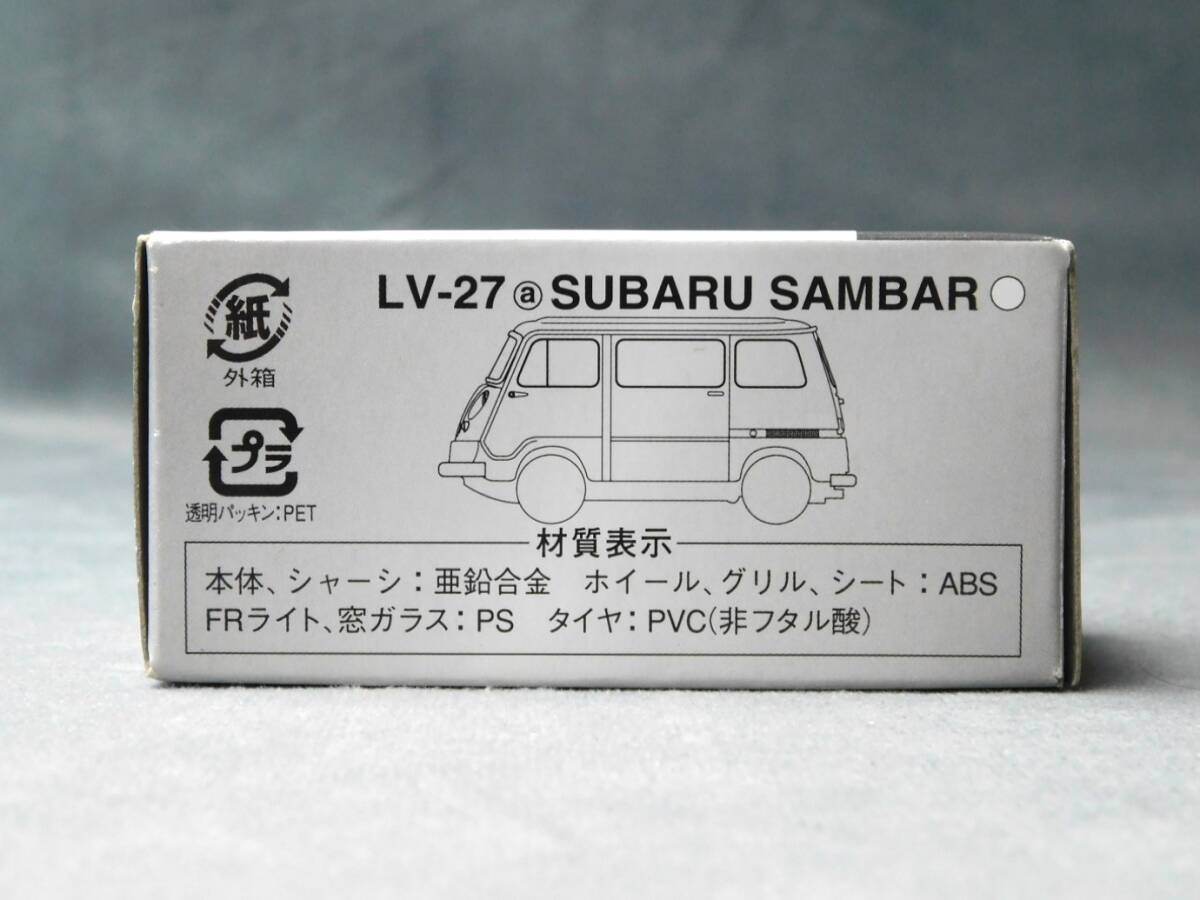 LV-27 ⓐ SUBARU SAMBAR ○
紙
外箱
プラ
透明パッキン:PET
材質表示
本体、シャーシ:亜鉛合金　ホイール、グリル、シート:ABS
FRライト、窓ガラス:PS　タイヤ:PVC(非フタル酸)